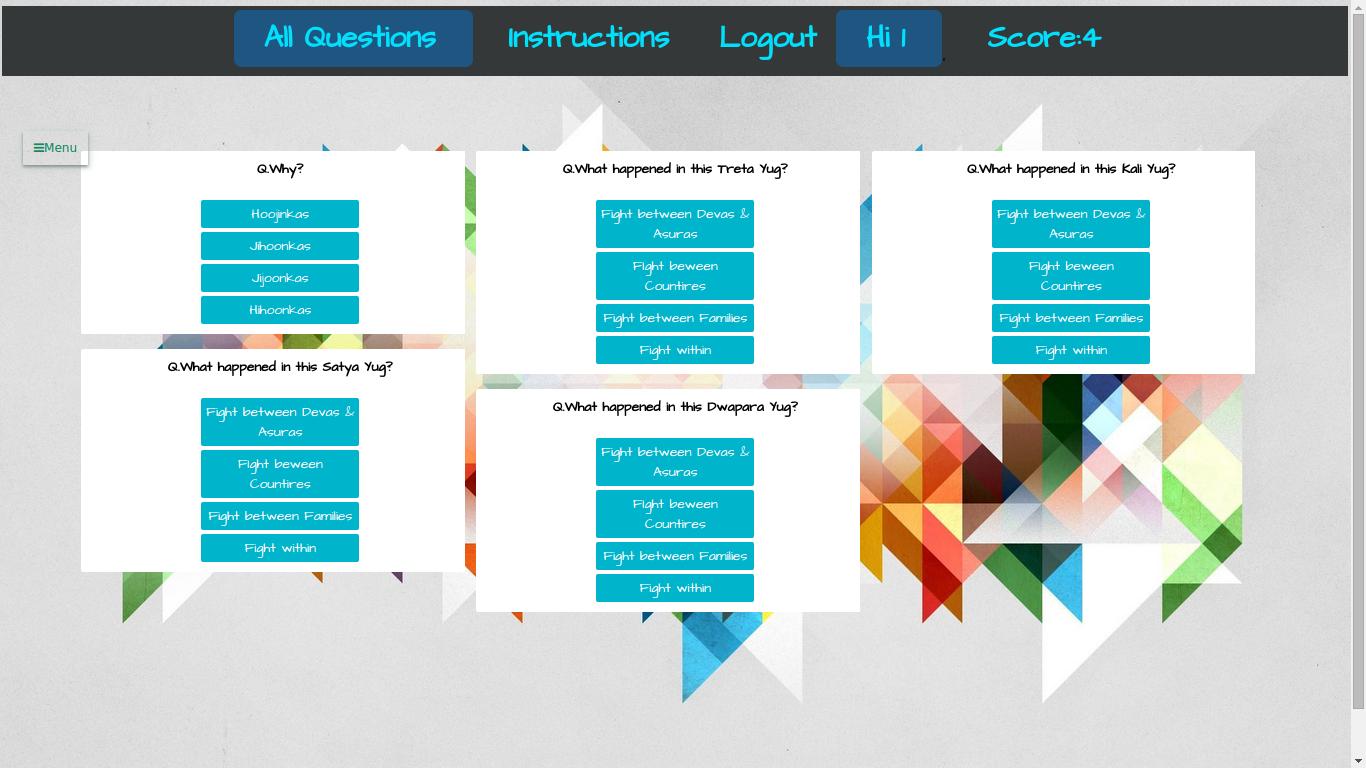 All Questions Instructions Logout Hi 1 . Score:4
≡Menu
Q.Why?
Hoojinkas
Jihoonkas
Jijoonkas
Hihoonkas
Q.What happened in this Satya Yug?
Fight between Devas &
Asuras
Fight beween
Countires
Fight between Families
Fight within
Q.What happened in this Treta Yug?
Fight between Devas &
Asuras
Fight beween
Countires
Fight between Families
Fight within
Q.What happened in this Dwapara Yug?
Fight between Devas &
Asuras
Fight beween
Countires
Fight between Families
Fight within
Q.What happened in this Kali Yug?
Fight between Devas &
Asuras
Fight beween
Countires
Fight between Families
Fight within